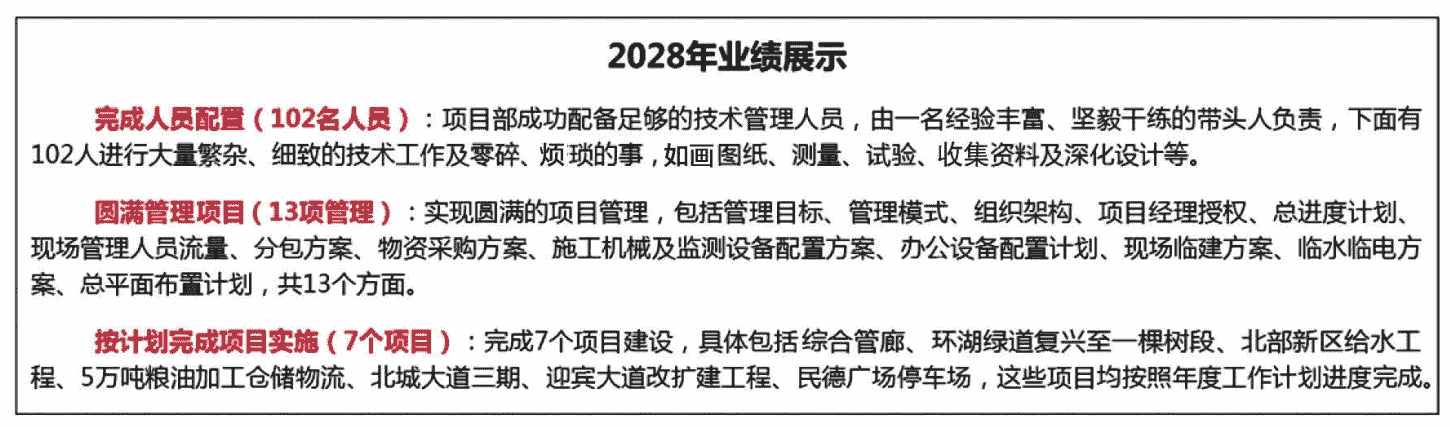 2028年业绩展示
完成人员配置（102名人员）：项目部成功配备足够的技术管理人员，由一名经验丰富、坚毅干练的带头人负责，下面有
102人进行大量繁杂、细致的技术工作及零碎、烦琐的事，如画图纸、测量、试验、收集资料及深化设计等。
圆满管理项目（13项管理）：实现圆满的项目管理，包括管理目标、管理模式、组织架构、项目经理授权、总进度计划、
现场管理人员流量、分包方案、物资采购方案、施工机械及监测设备配置方案、办公设备配置计划、现场临建方案、临水临电方
案、总平面布置计划，共13个方面。
按计划完成项目实施（7个项目）：完成7个项目建设，具体包括综合管廊、环湖绿道复兴至一棵树段、北部新区给水工
程、5万吨粮油加工仓储物流、北城大道三期、迎宾大道改扩建工程、民德广场停车场，这些项目均按照年度工作计划进度完成。